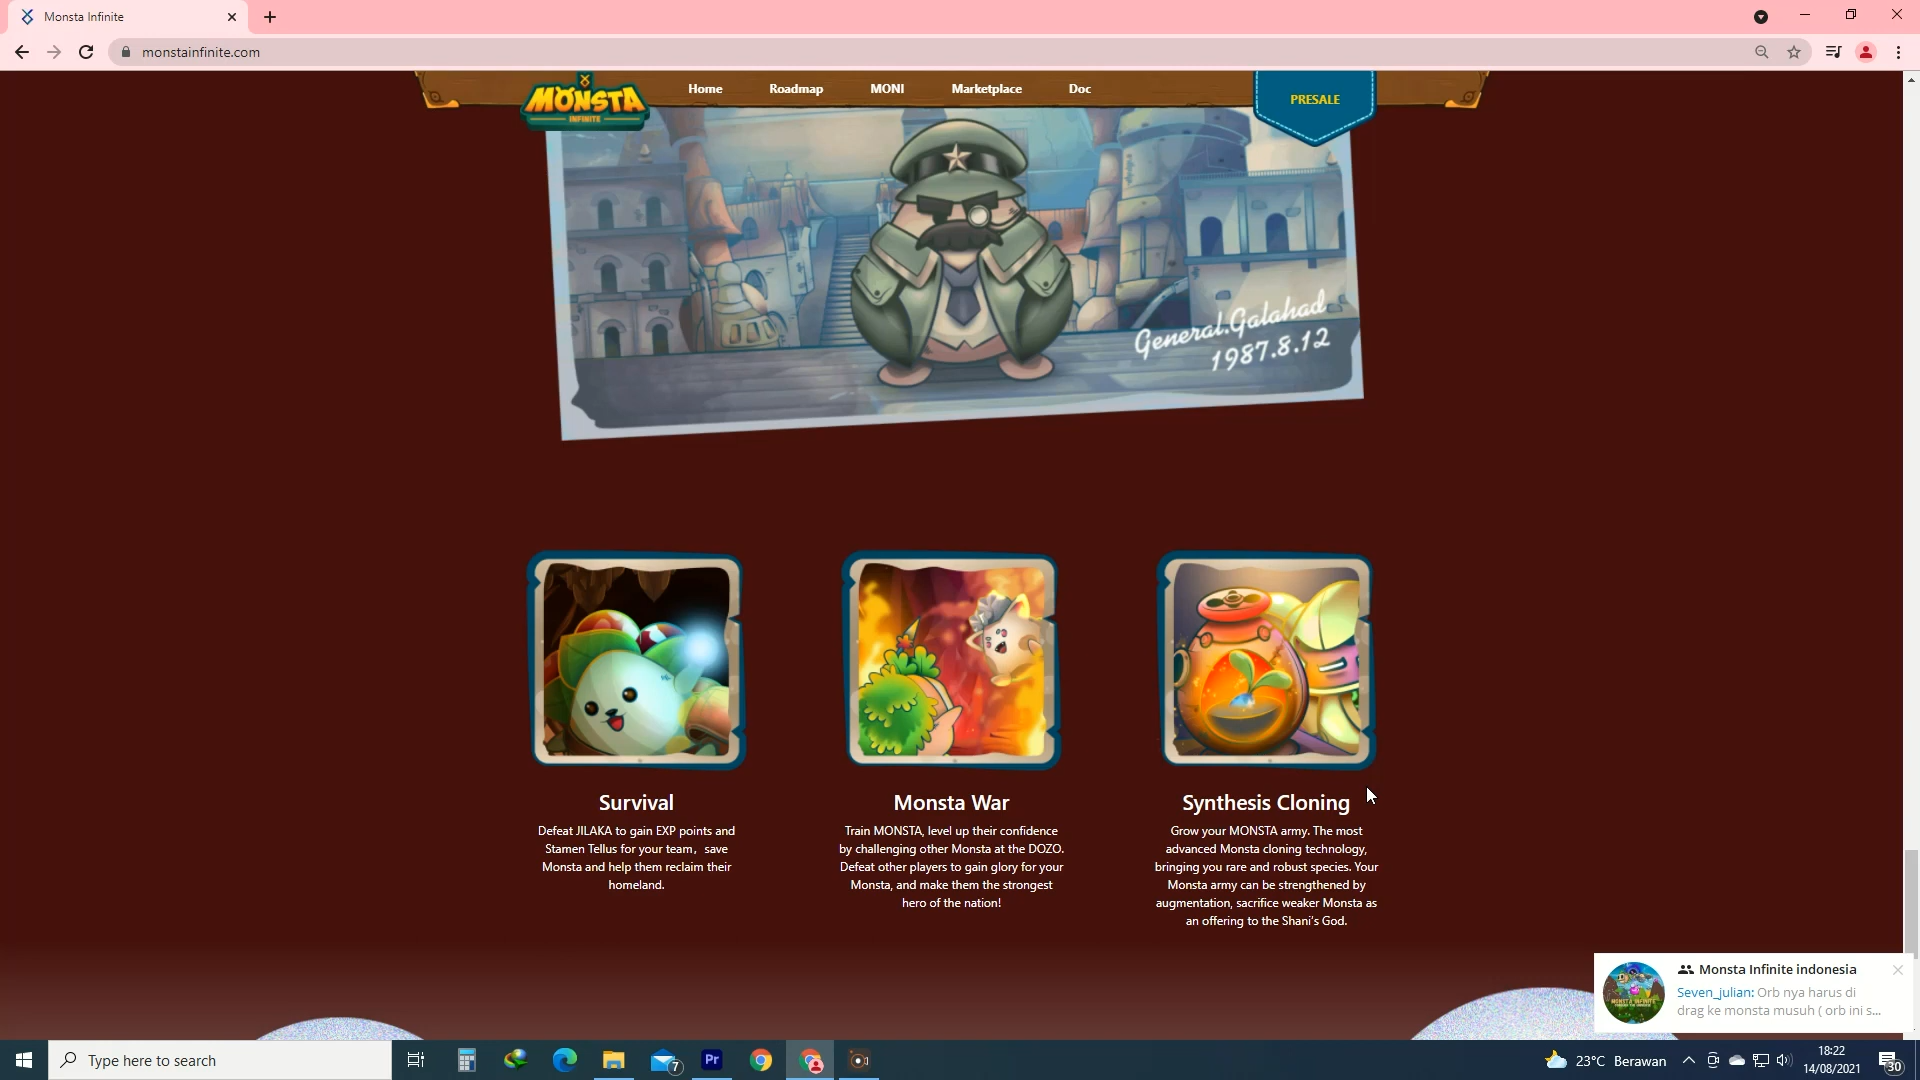 Monsta Infinite
monstainfinite.com
MONSTA
INFINITE
Home
Roadmap
MONI
Marketplace
Doc
PRESALE
General.Galahad
1987.8.12
Survival
Defeat JILAKA to gain EXP points and
Stamen Tellus for your team，save
Monsta and help them reclaim their
homeland.
Monsta War
Train MONSTA, level up their confidence
by challenging other Monsta at the DOZO.
Defeat other players to gain glory for your
Monsta, and make them the strongest
hero of the nation!
Synthesis Cloning
Grow your MONSTA army. The most
advanced Monsta cloning technology,
bringing you rare and robust species. Your
Monsta army can be strengthened by
augmentation, sacrifice weaker Monsta as
an offering to the Shani's God.
Monsta Infinite indonesia
Seven_julian: Orb nya harus di
drag ke monsta musuh ( orb ini s...
Type here to search
7
Pr
23°C Berawan
18:22
14/08/2021
30